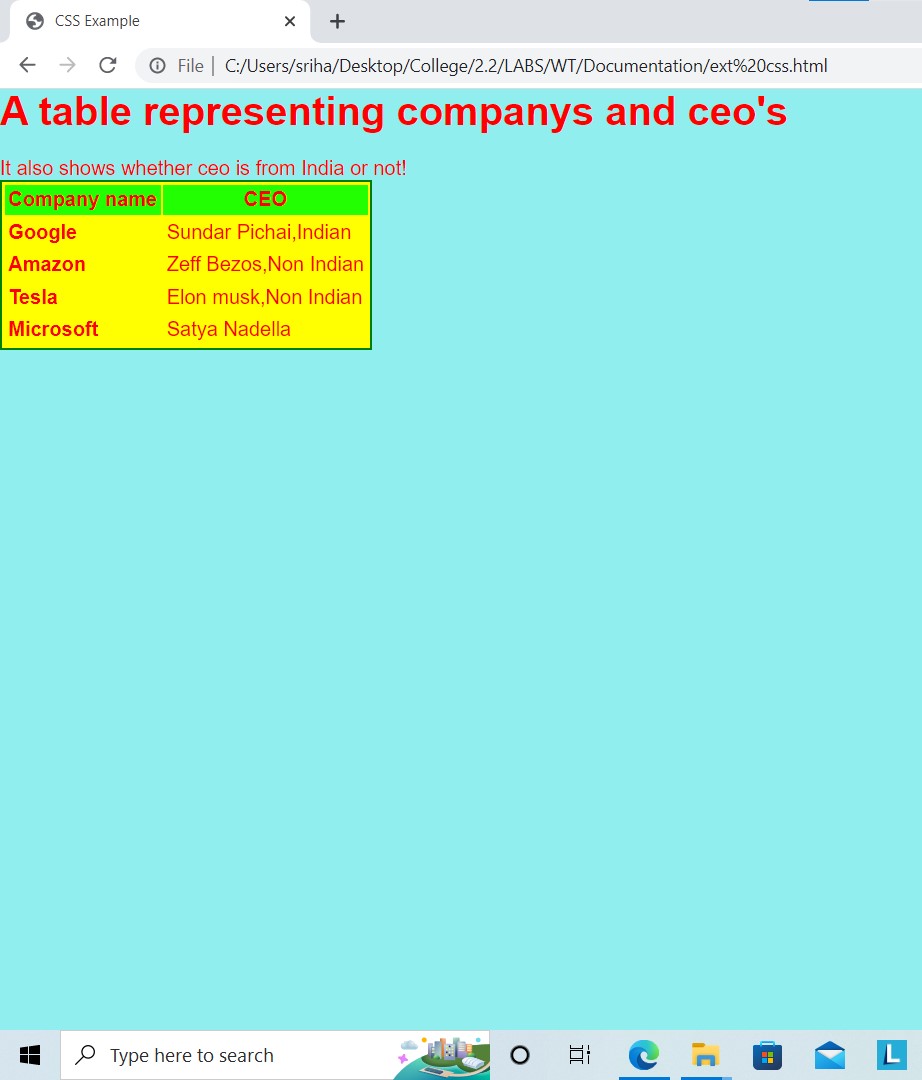 CSS Example
File | C:/Users/sriha/Desktop/College/2.2/LABS/WT/Documentation/ext%20css.html
A table representing companys and ceo's
It also shows whether ceo is from India or not!
Company name CEO
Google Sundar Pichai,Indian
Amazon Zeff Bezos,Non Indian
Tesla Elon musk,Non Indian
Microsoft Satya Nadella
Type here to search
L